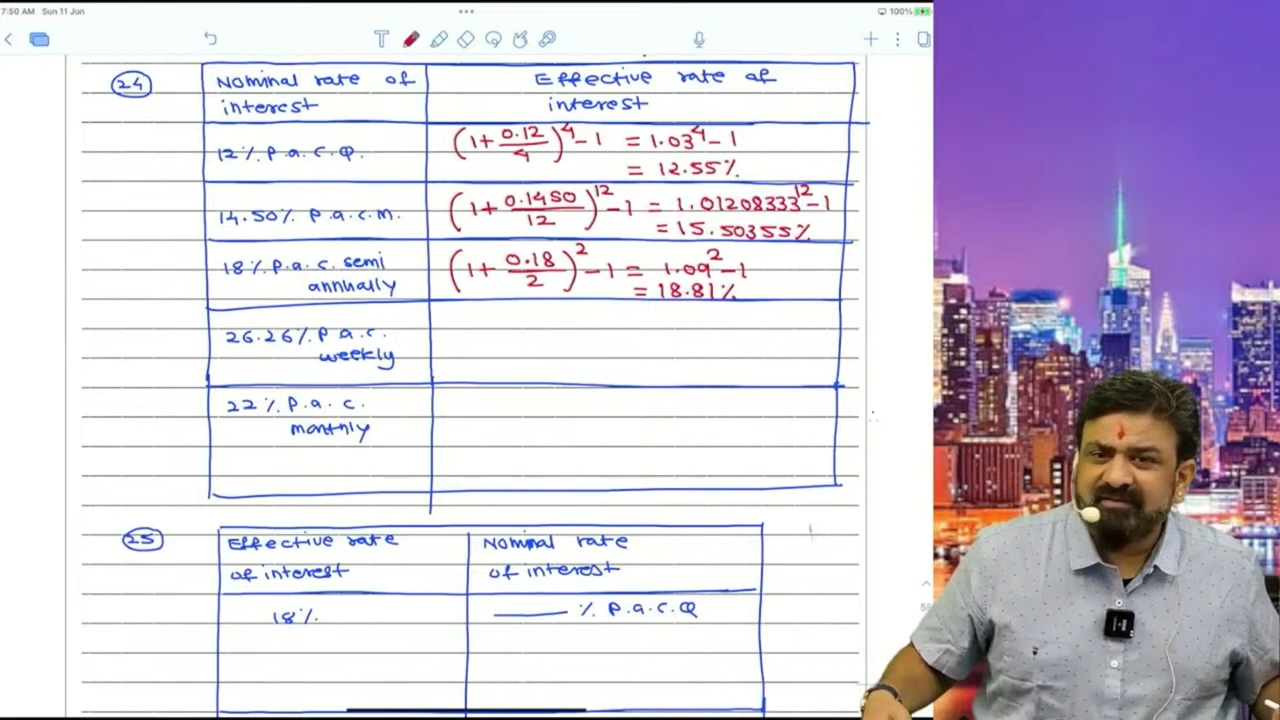 7:50 AM Sun 11 Jun
100%
T
24
Nominal rate of interest
Effective rate of interest
12% P.a.c.Q.
(1+0.12/4)^4-1 = 1.03^4-1
= 12.55%
14.50% P.a.c.m.
(1+0.1450/12)^12-1 = 1.01208333^12-1
= 15.50355%
18% P.a.c. semi annually
(1+0.18/2)^2-1 = 1.09^2-1
= 18.81%
26.26% P.a.c. weekly
22% P.a.c. monthly
25
Effective rate of interest
Nominal rate of interest
18%
____% P.a.c.Q